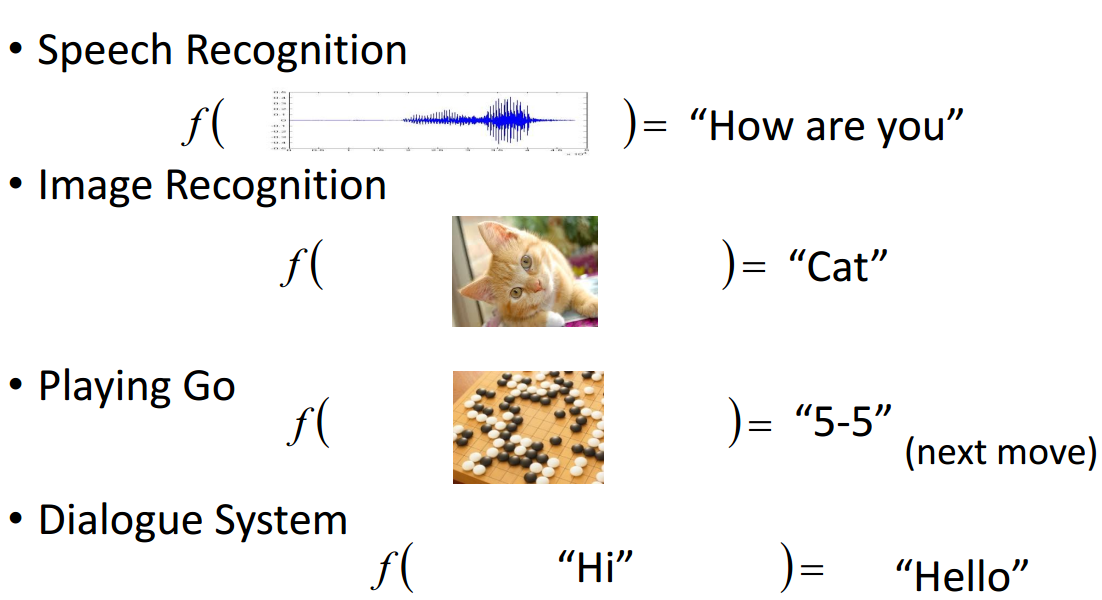 • Speech Recognition
f( )= “How are you”
• Image Recognition
f( )= “Cat”
• Playing Go
f( )= “5-5”
(next move)
• Dialogue System
f( “Hi” )= “Hello”